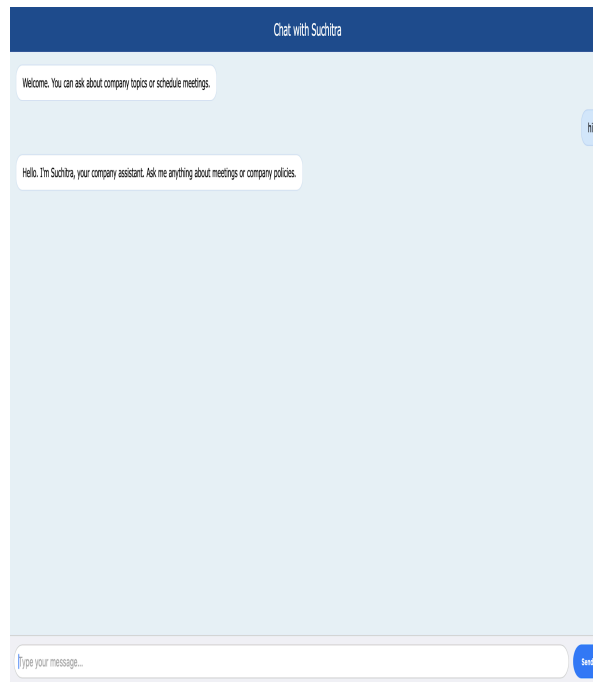 Chat with Suchitra
Welcome. You can ask about company topics or schedule meetings.
hi
Hello. I'm Suchitra, your company assistant. Ask me anything about meetings or company policies.
Type your message...
Send